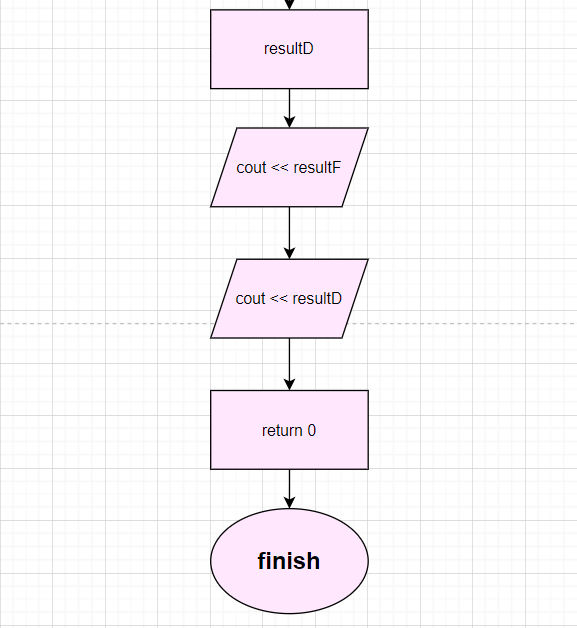 resultD
cout << resultF
cout << resultD
return 0
finish